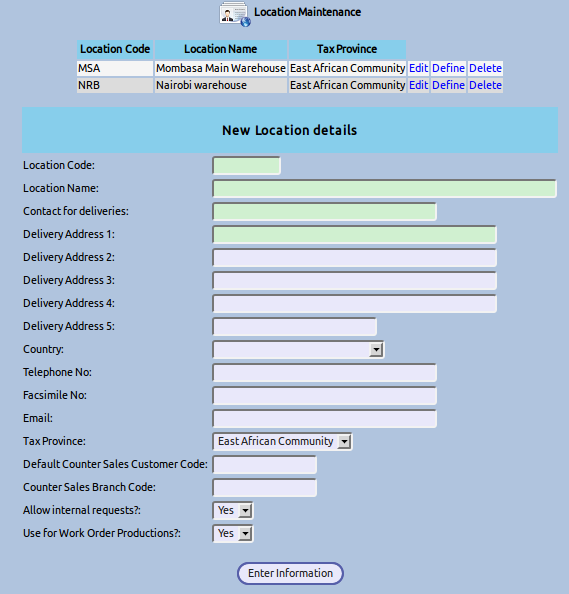 Location Maintenance
Location Code Location Name Tax Province
MSA Mombasa Main Warehouse East African Community Edit Define Delete
NRB Nairobi warehouse East African Community Edit Define Delete
New Location details
Location Code:
Location Name:
Contact for deliveries:
Delivery Address 1:
Delivery Address 2:
Delivery Address 3:
Delivery Address 4:
Delivery Address 5:
Country:
Telephone No:
Facsimile No:
Email:
Tax Province: East African Community
Default Counter Sales Customer Code:
Counter Sales Branch Code:
Allow internal requests?: Yes
Use for Work Order Productions?: Yes
Enter Information